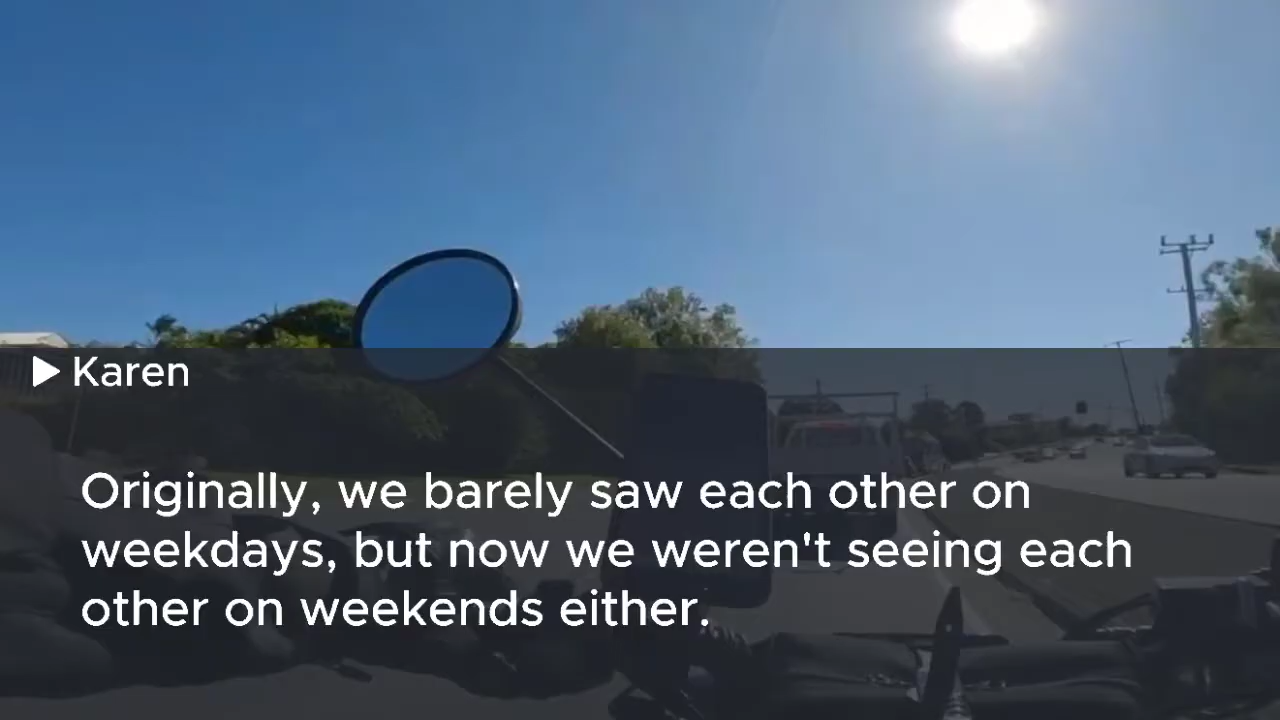 ▶ Karen
Originally, we barely saw each other on
weekdays, but now we weren't seeing each
other on weekends either.